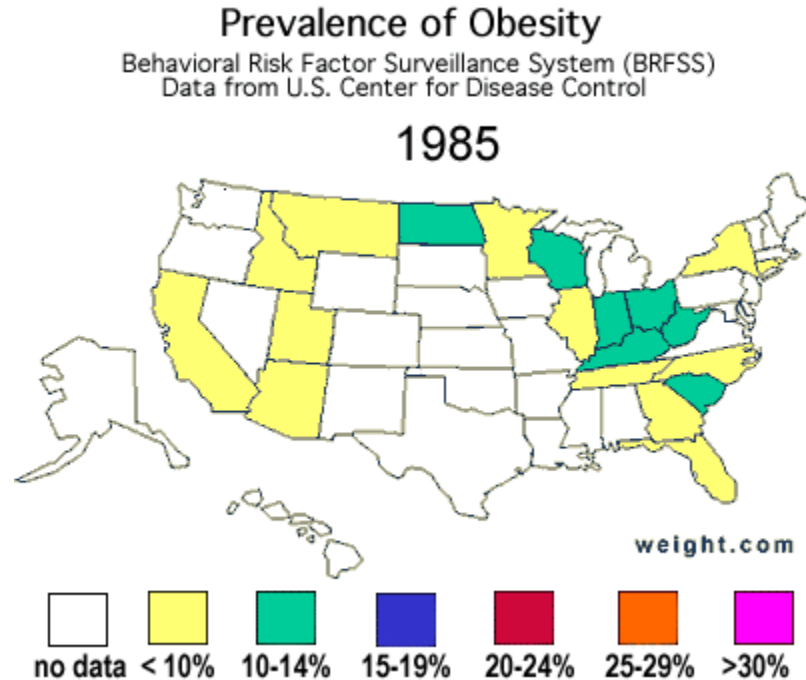 Prevalence of Obesity
Behavioral Risk Factor Surveillance System (BRFSS)
Data from U.S. Center for Disease Control
1985
weight.com
no data < 10% 10-14% 15-19% 20-24% 25-29% >30%